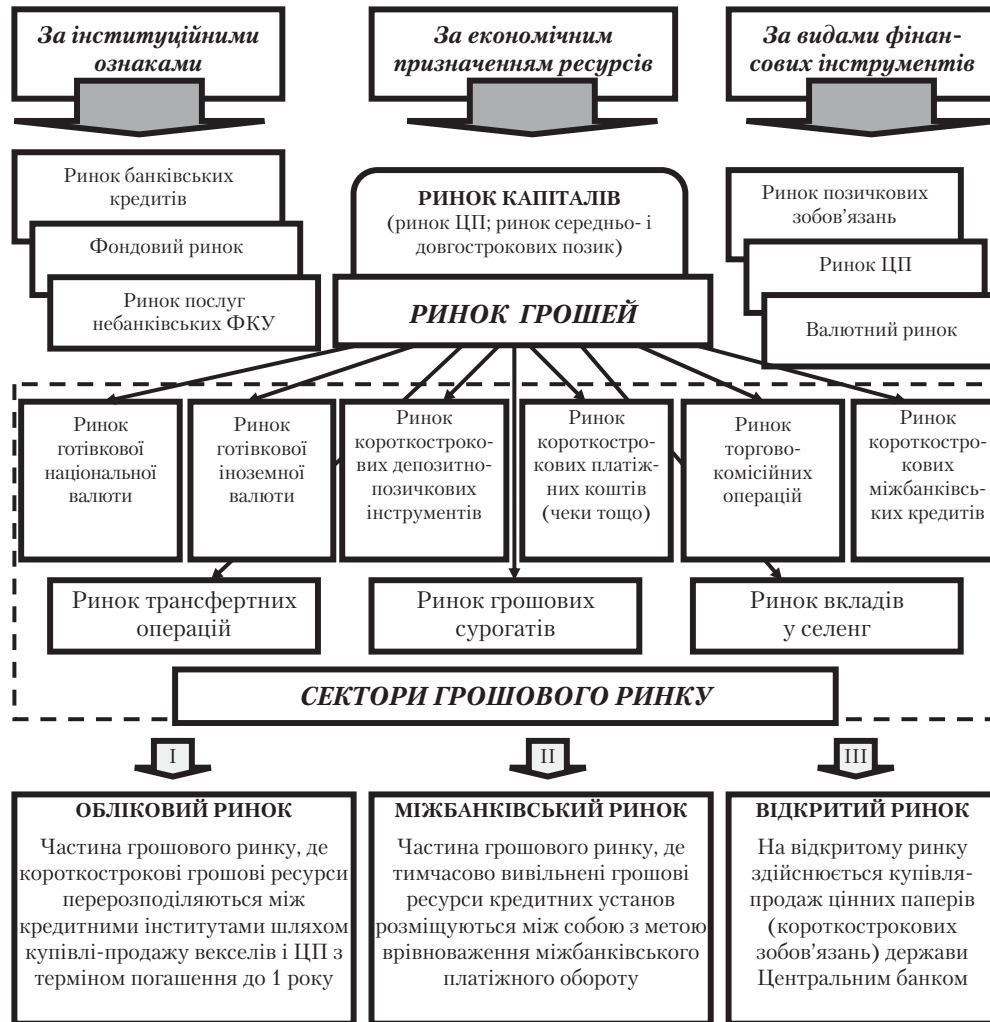 За інституційними
ознаками
За економічним
призначенням ресурсів
За видами фінан-
сових інструментів
Ринок банківських
кредитів
Фондовий ринок
Ринок послуг
небанківських ФКУ
РИНОК КАПІТАЛІВ
(ринок ЦП; ринок середньо- і
довгострокових позик)
РИНОК ГРОШЕЙ
Ринок позичкових
зобов’язань
Ринок ЦП
Валютний ринок
Ринок
готівкової
національної
валюти
Ринок
готівкової
іноземної
валюти
Ринок
короткостроко-
вих депозитно-
позичкових
інструментів
Ринок
короткостро-
кових платіж-
них коштів
(чеки тощо)
Ринок
торгово-
комісійних
операцій
Ринок
короткостро-
кових
міжбанківсь-
ких кредитів
Ринок трансфертних
операцій
Ринок грошових
сурогатів
Ринок вкладів
у селенг
СЕКТОРИ ГРОШОВОГО РИНКУ
I
II
III
ОБЛІКОВИЙ РИНОК
Частина грошового ринку, де
короткострокові грошові ресурси
перерозподіляються між
кредитними інститутами шляхом
купівлі-продажу векселів і ЦП з
терміном погашення до 1 року
МІЖБАНКІВСЬКИЙ РИНОК
Частина грошового ринку, де
тимчасово вивільнені грошові
ресурси кредитних установ
розміщуються між собою з метою
врівноваження міжбанківського
платіжного обороту
ВІДКРИТИЙ РИНОК
На відкритому ринку
здійснюється купівля-
продаж цінних паперів
(короткострокових
зобов’язань) держави
Центральним банком